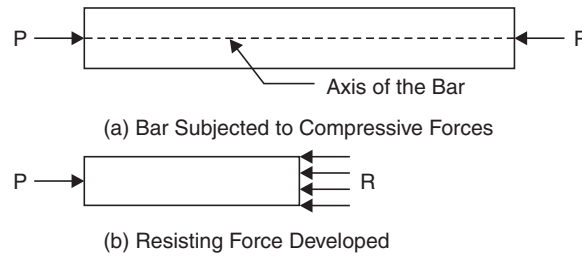 P P
Axis of the Bar
(a) Bar Subjected to Compressive Forces
P R
(b) Resisting Force Developed